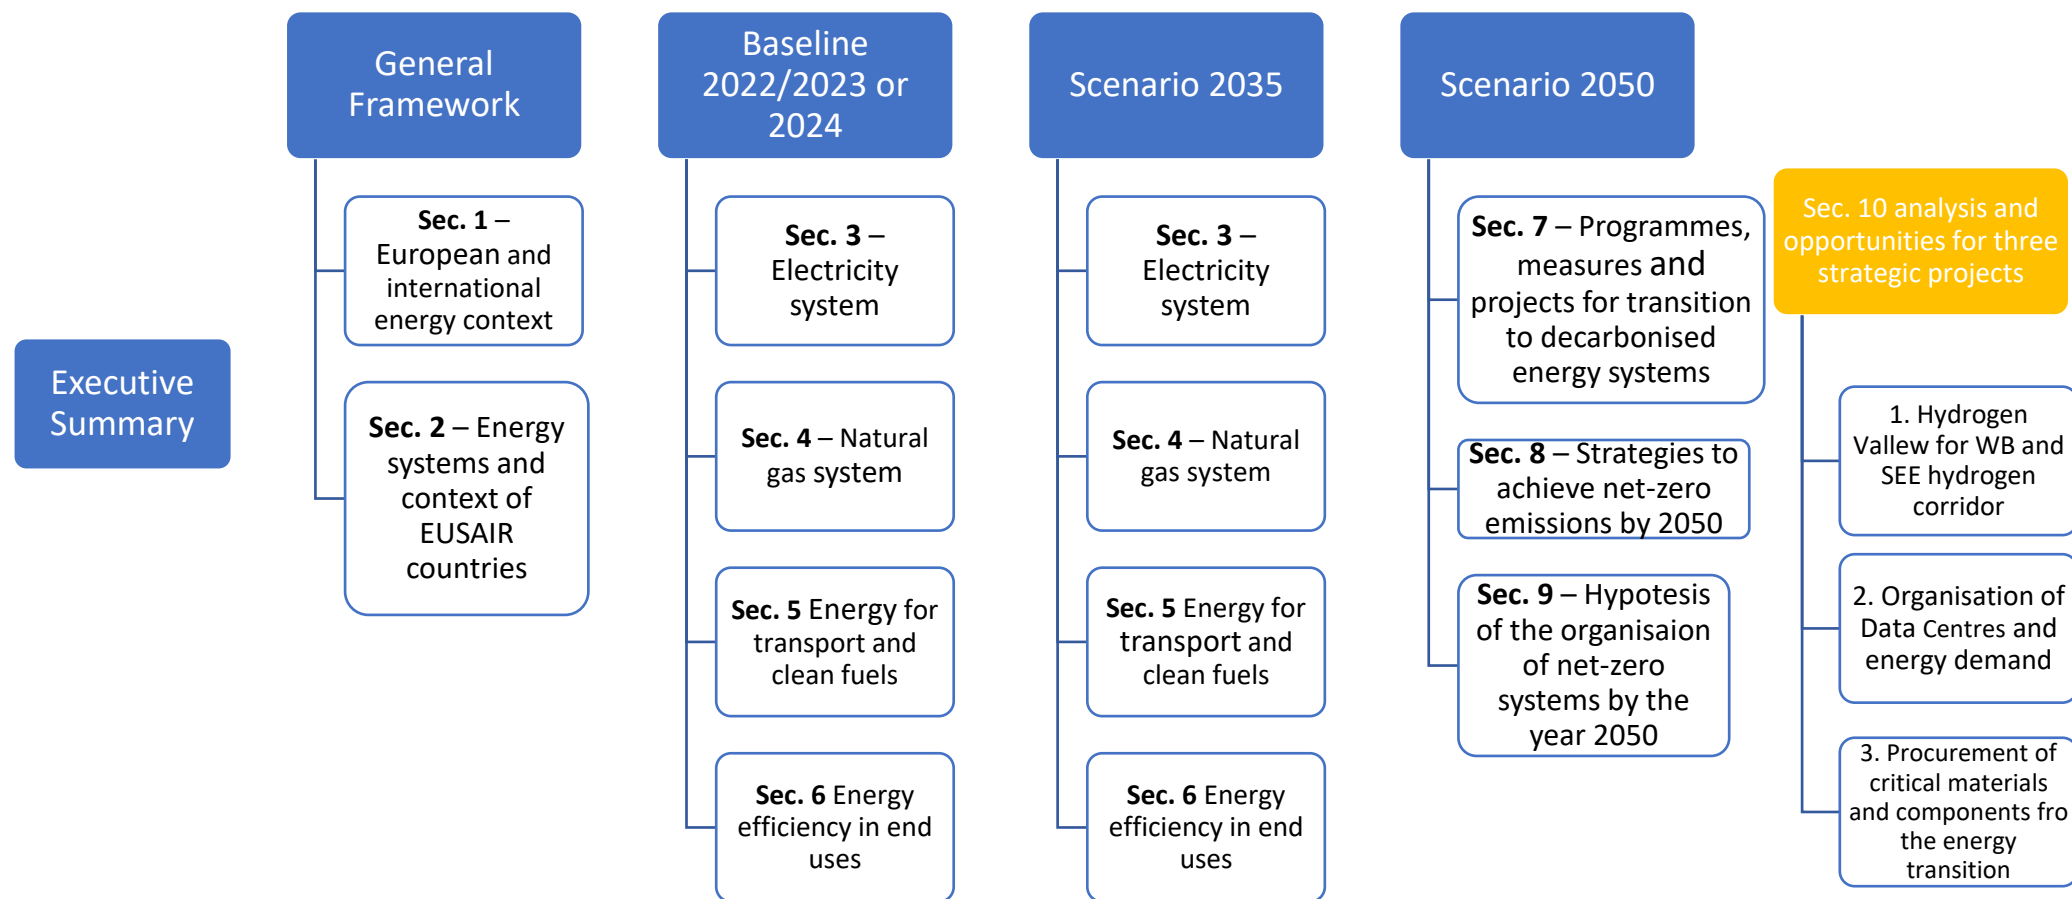 Executive
Summary
General
Framework
Sec. 1 –
European and
international
energy context
Sec. 2 – Energy
systems and
context of
EUSAIR
countries
Baseline
2022/2023 or
2024
Sec. 3 –
Electricity
system
Sec. 4 – Natural
gas system
Sec. 5 Energy for
transport and
clean fuels
Sec. 6 Energy
efficiency in end
uses
Scenario 2035
Sec. 3 –
Electricity
system
Sec. 4 – Natural
gas system
Sec. 5 Energy for
transport and
clean fuels
Sec. 6 Energy
efficiency in end
uses
Scenario 2050
Sec. 7 – Programmes,
measures and
projects for transition
to decarbonised
energy systems
Sec. 8 – Strategies to
achieve net-zero
emissions by 2050
Sec. 9 – Hypotesis
of the organisaion
of net-zero
systems by the
year 2050
Sec. 10 analysis and
opportunities for three
strategic projects
1. Hydrogen
Vallew for WB and
SEE hydrogen
corridor
2. Organisation of
Data Centres and
energy demand
3. Procurement of
critical materials
and components fro
the energy
transition